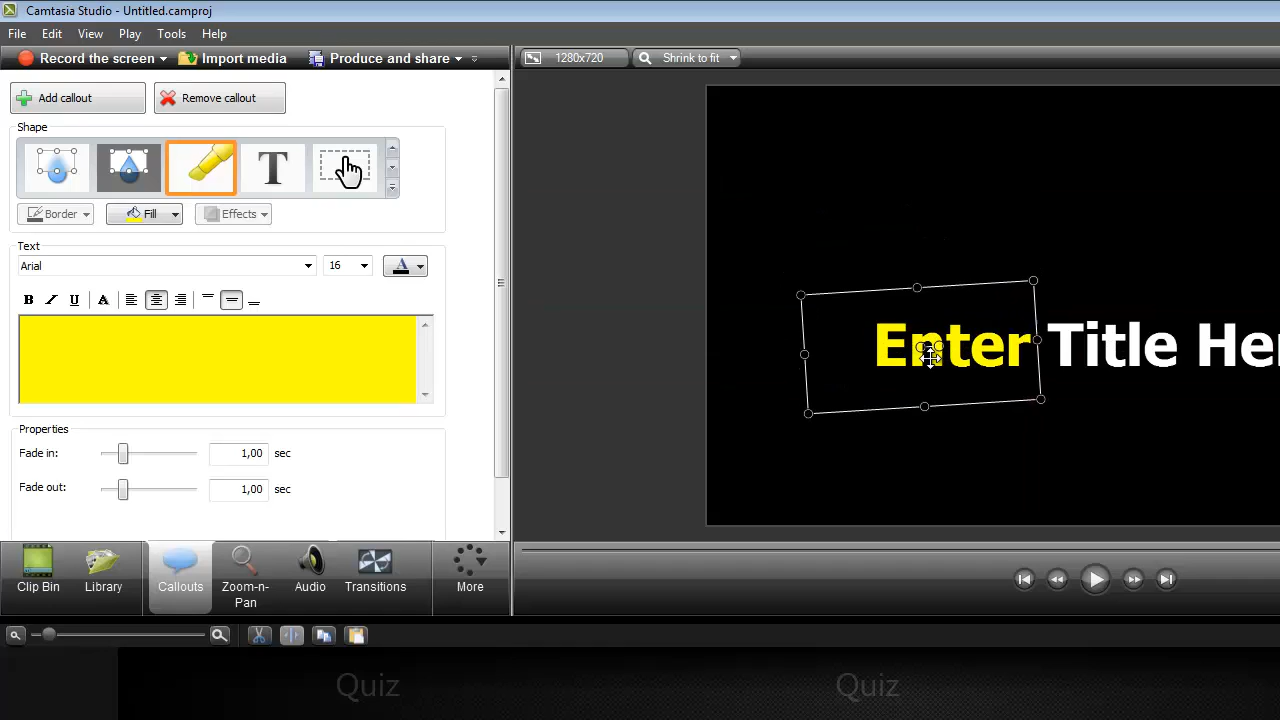 Camtasia Studio - Untitled.camproj
File Edit View Play Tools Help
Record the screen Import media Produce and share
1280x720 Shrink to fit
Add callout Remove callout
Shape
T
Border Fill Effects
Text
Arial 16 A
B I U A
Properties
Fade in: 1,00 sec
Fade out: 1,00 sec
Enter Title Her
Clip Bin Library Callouts Zoom-n-Pan Audio Transitions More
Quiz Quiz